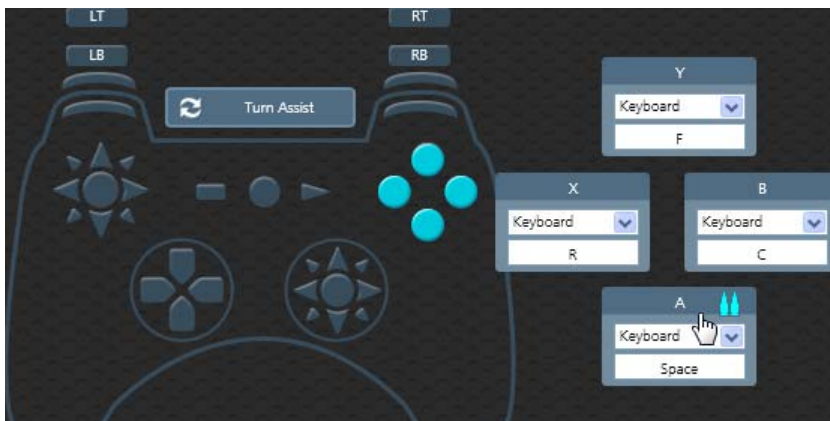 LT
RT
LB
RB
Turn Assist
Y
Keyboard
F
X
Keyboard
R
B
Keyboard
C
A
Keyboard
Space